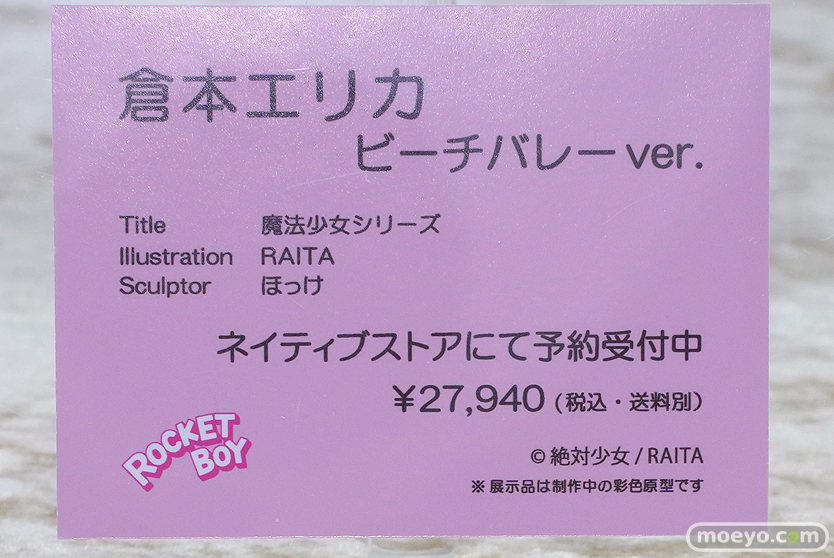 倉本エリカ
ビーチバレーver.
Title 魔法少女シリーズ
Illustration RAITA
Sculptor ほっけ
ネイティブストアにて予約受付中
¥27,940（税込・送料別）
ROCKET
BOY
© 絶対少女 / RAITA
※ 展示品は制作中の彩色原型です
moeyo.com